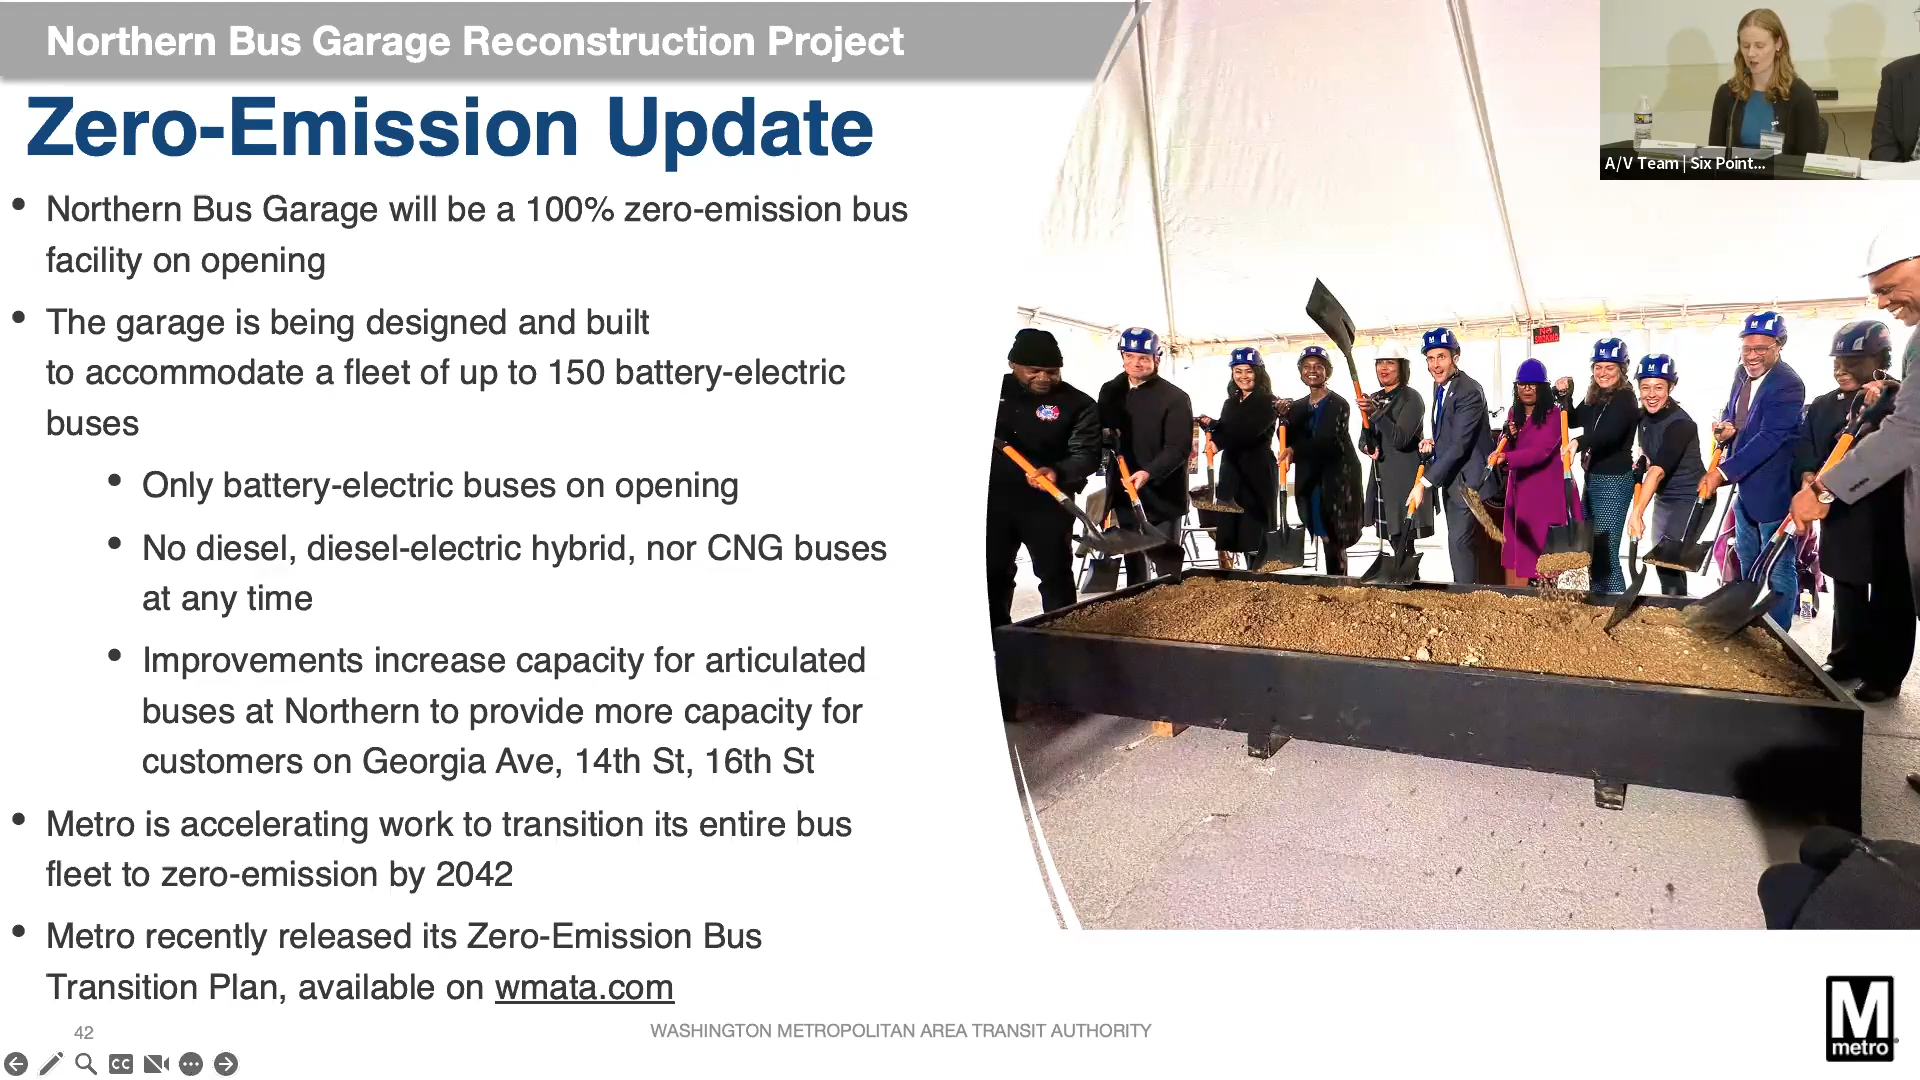 Northern Bus Garage Reconstruction Project
Zero-Emission Update
• Northern Bus Garage will be a 100% zero-emission bus
facility on opening
• The garage is being designed and built
to accommodate a fleet of up to 150 battery-electric
buses
• Only battery-electric buses on opening
• No diesel, diesel-electric hybrid, nor CNG buses
at any time
• Improvements increase capacity for articulated
buses at Northern to provide more capacity for
customers on Georgia Ave, 14th St, 16th St
• Metro is accelerating work to transition its entire bus
fleet to zero-emission by 2042
• Metro recently released its Zero-Emission Bus
Transition Plan, available on wmata.com
A/V Team | Six Point...
NO
SMOKING
42
WASHINGTON METROPOLITAN AREA TRANSIT AUTHORITY
M
metro
CC